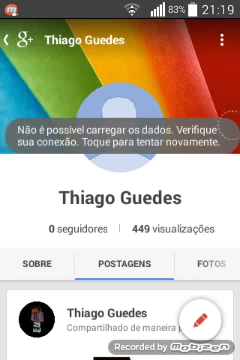 83% 21:19
g+ Thiago Guedes
Não é possível carregar os dados. Verifique
sua conexão. Toque para tentar novamente.
Thiago Guedes
0 seguidores | 449 visualizações
SOBRE POSTAGENS FOTOS
Thiago Guedes
Compartilhado de maneira
Recorded by Mobizen